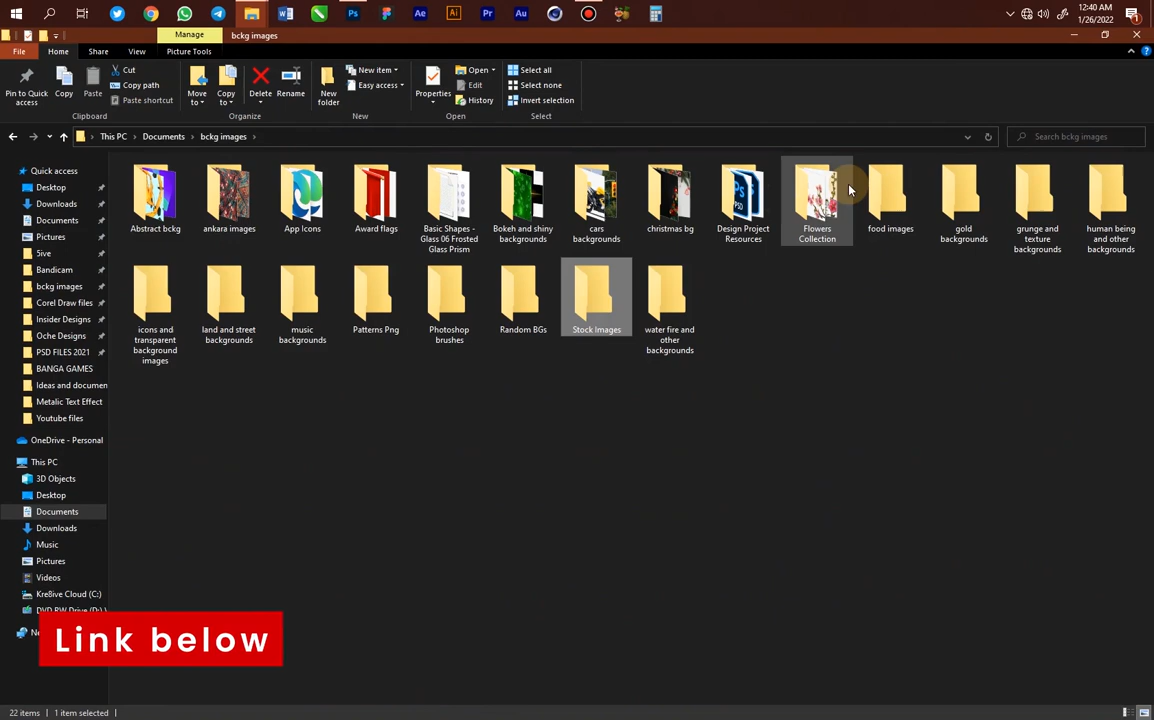 12:40 AM
1/26/2022
Manage
bckg images
File
Home
Share
View
Picture Tools
Pin to Quick access
Copy
Paste
Cut
Copy path
Paste shortcut
Clipboard
Move to
Copy to
Delete
Rename
Organize
New folder
New item
Easy access
New
Properties
Open
Edit
History
Open
Select all
Select none
Invert selection
Select
This PC > Documents > bckg images >
Search bckg images
Quick access
Desktop
Downloads
Documents
Pictures
5ive
Bandicam
bckg images
Corel Draw files
Insider Designs
Oche Designs
PSD FILES 2021
BANGA GAMES
Ideas and documen
Metalic Text Effect
Youtube files
OneDrive - Personal
This PC
3D Objects
Desktop
Documents
Downloads
Music
Pictures
Videos
Kre8ive Cloud (C:)
DVD RW Drive (D:)
Abstract bckg
ankara images
App Icons
Award flags
Basic Shapes -
Glass 06 Frosted
Glass Prism
Bokeh and shiny
backgrounds
cars
backgrounds
christmas bg
Design Project
Resources
Flowers
Collection
food images
gold
backgrounds
grunge and
texture
backgrounds
human being
and other
backgrounds
icons and
transparent
background
images
land and street
backgrounds
music
backgrounds
Patterns Png
Photoshop
brushes
Random BGs
Stock Images
water fire and
other
backgrounds
Link below
22 items
1 item selected